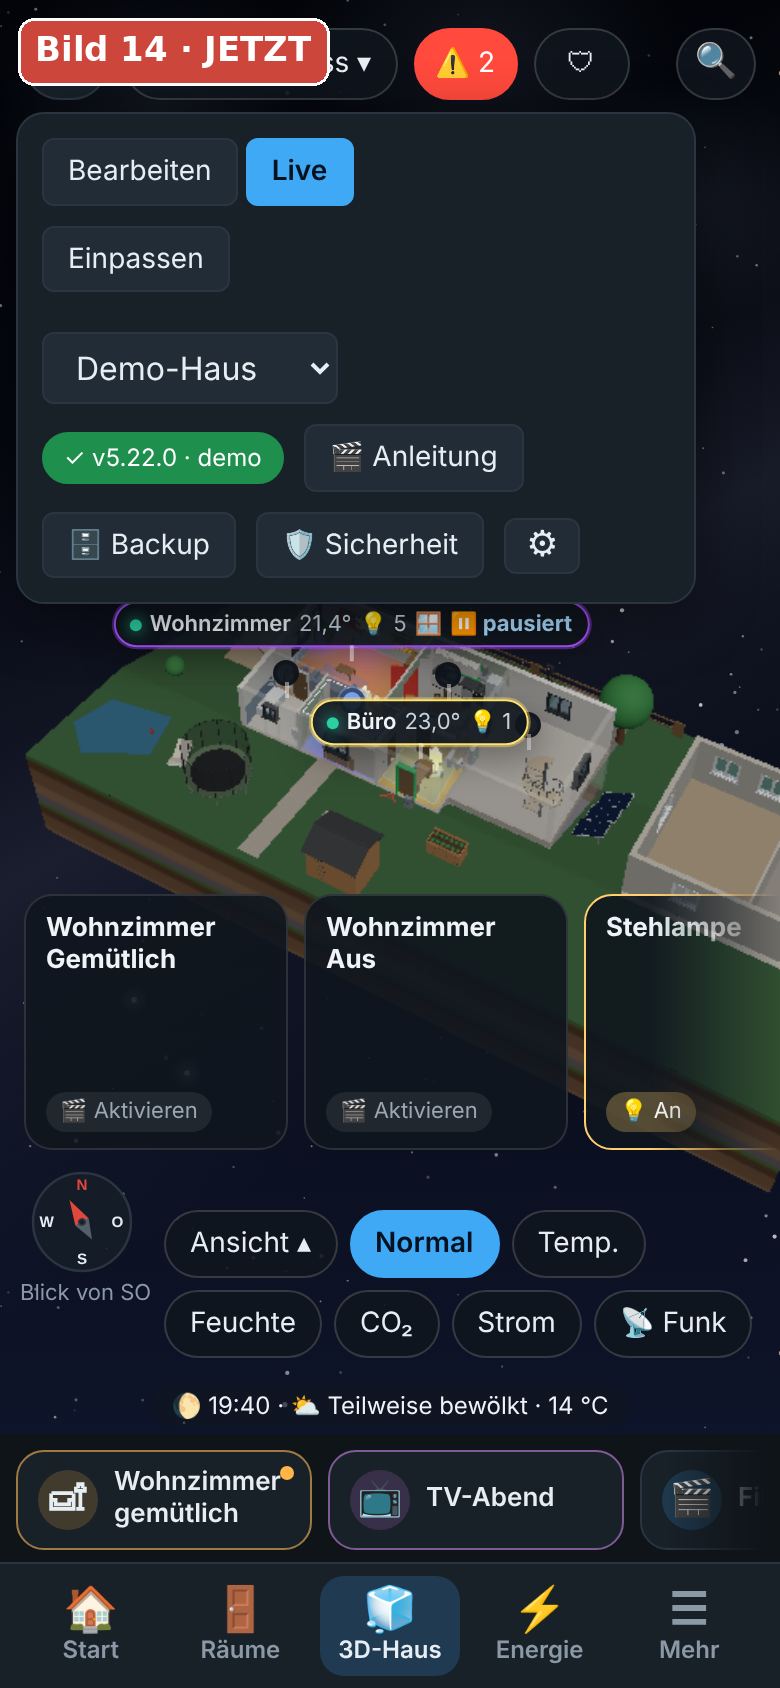 Bild 14 · JETZT
ss ▾
⚠️ 2
Bearbeiten
Live
Einpassen
Demo-Haus
✓ v5.22.0 · demo
Anleitung
Backup
Sicherheit
Wohnzimmer 21,4° 5 pausiert
Büro 23,0° 1
Wohnzimmer
Gemütlich
Aktivieren
Wohnzimmer
Aus
Aktivieren
Stehlampe
An
N
W O
S
Blick von SO
Ansicht ▴
Normal
Temp.
Feuchte
CO₂
Strom
Funk
19:40 · Teilweise bewölkt · 14 °C
Wohnzimmer
gemütlich
TV-Abend
Fi
Start
Räume
3D-Haus
Energie
Mehr